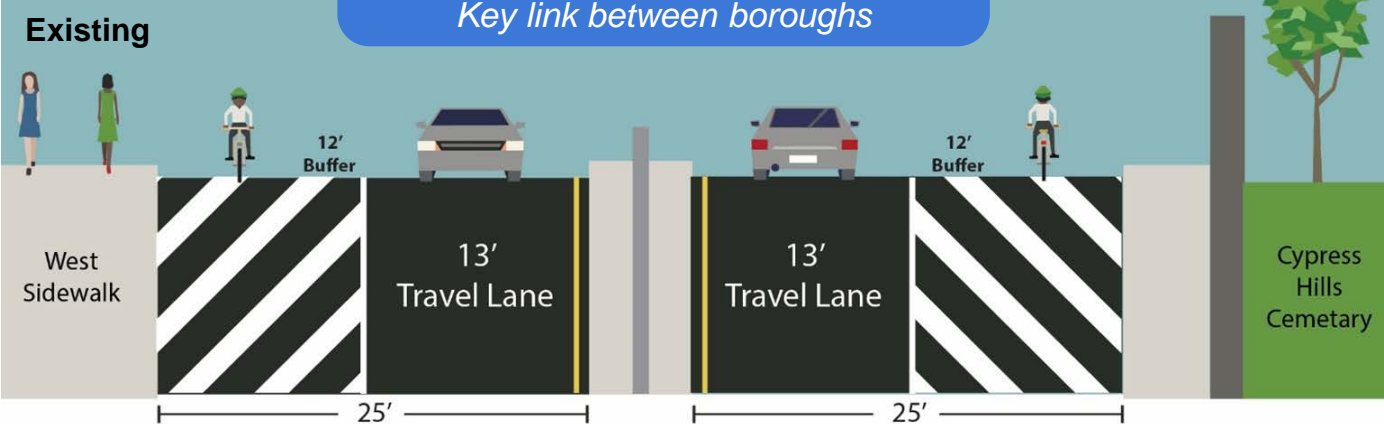 Key link between boroughs
Existing
12'
Buffer
12'
Buffer
West
Sidewalk
13'
Travel Lane
13'
Travel Lane
Cypress
Hills
Cemetary
25'
25'